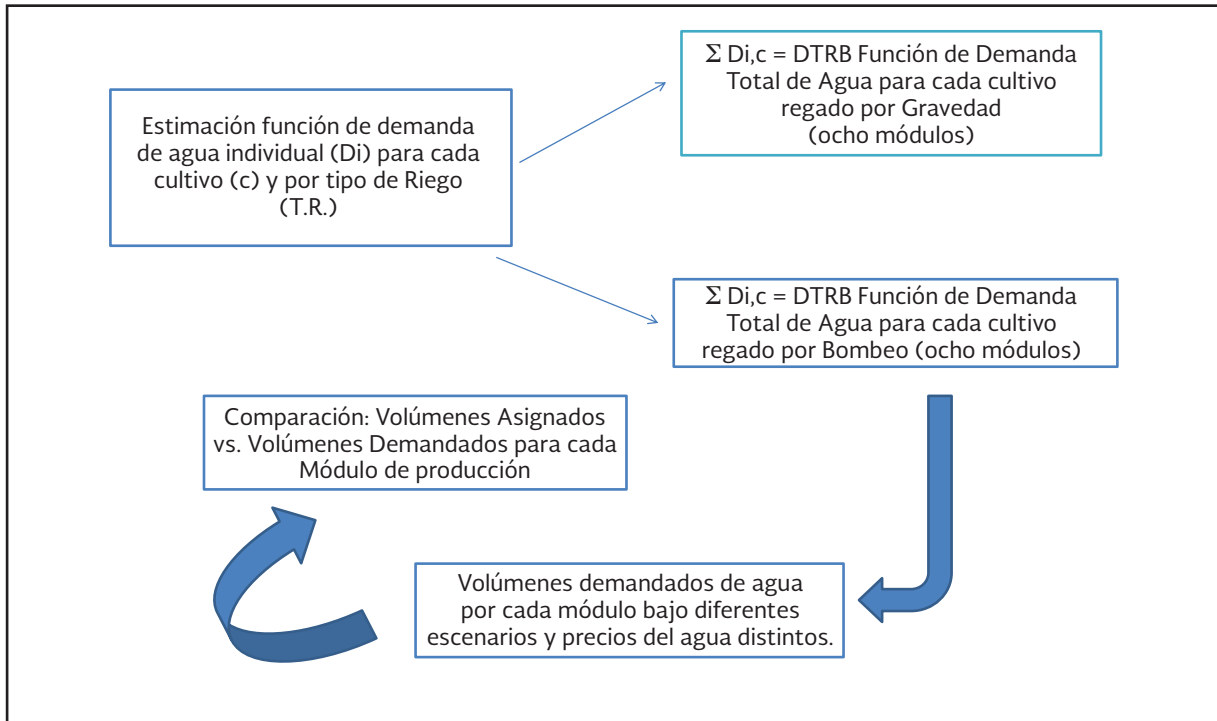 Σ Di,c = DTRB Función de Demanda
Total de Agua para cada cultivo
regado por Gravedad
(ocho módulos)
Estimación función de demanda
de agua individual (Di) para cada
cultivo (c) y por tipo de Riego
(T.R.)
Σ Di,c = DTRB Función de Demanda
Total de Agua para cada cultivo
regado por Bombeo (ocho módulos)
Comparación: Volúmenes Asignados
vs. Volúmenes Demandados para cada
Módulo de producción
Volúmenes demandados de agua
por cada módulo bajo diferentes
escenarios y precios del agua distintos.